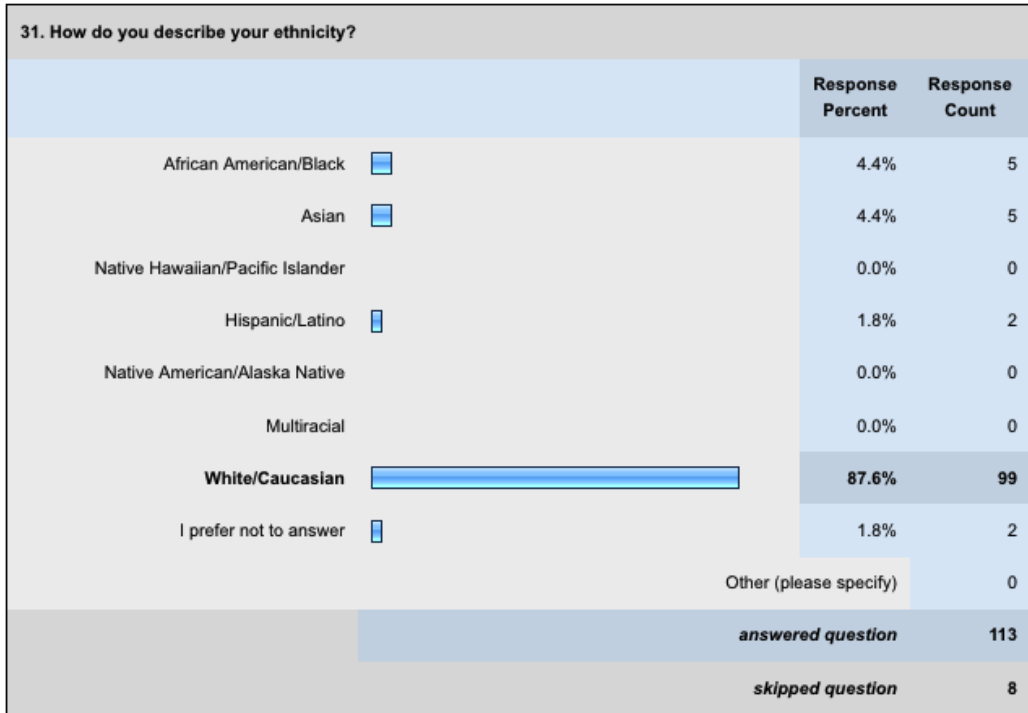 31. How do you describe your ethnicity?
Response Percent Response Count
African American/Black 4.4% 5
Asian 4.4% 5
Native Hawaiian/Pacific Islander 0.0% 0
Hispanic/Latino 1.8% 2
Native American/Alaska Native 0.0% 0
Multiracial 0.0% 0
White/Caucasian 87.6% 99
I prefer not to answer 1.8% 2
Other (please specify) 0
answered question 113
skipped question 8